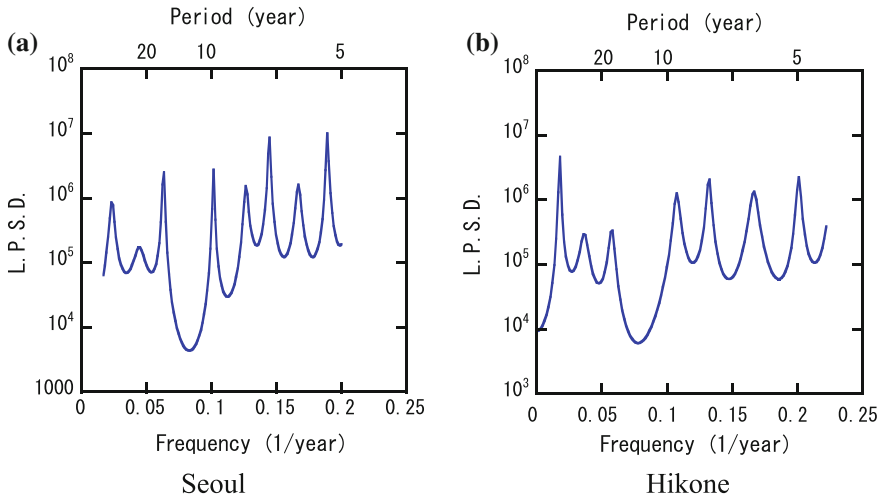 (a)
Period (year)
20 10 5
10^8
10^7
10^6
10^5
10^4
1000
L.P.S.D.
0 0.05 0.1 0.15 0.2 0.25
Frequency (1/year)
Seoul
(b)
Period (year)
20 10 5
10^8
10^7
10^6
10^5
10^4
10^3
L.P.S.D.
0 0.05 0.1 0.15 0.2 0.25
Frequency (1/year)
Hikone